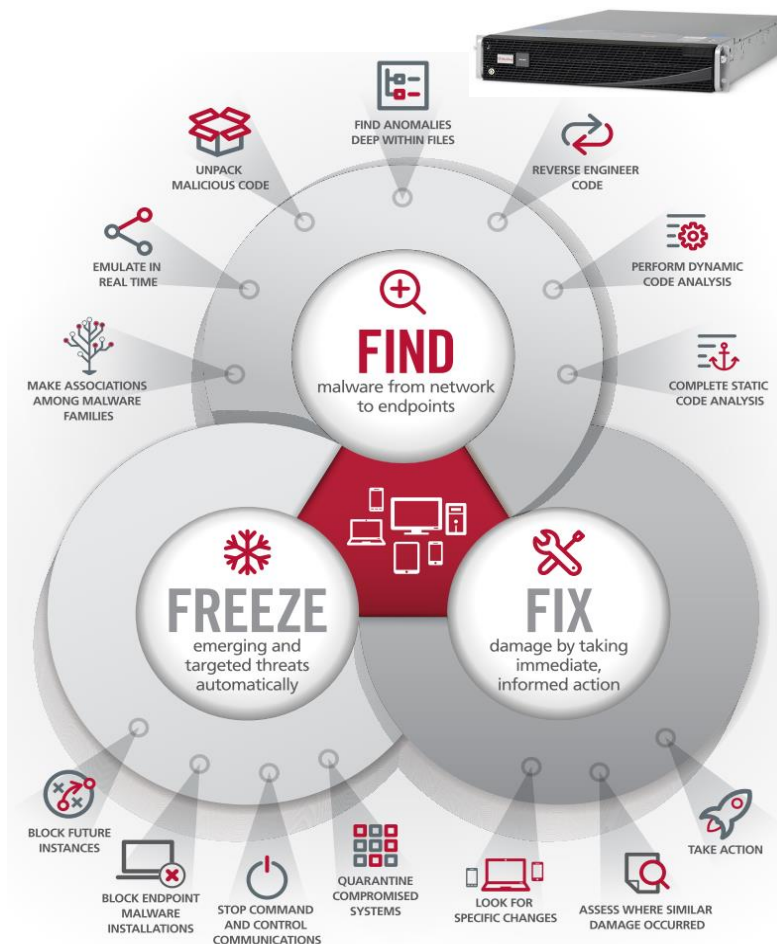 FIND ANOMALIES
DEEP WITHIN FILES
UNPACK
MALICIOUS CODE
REVERSE ENGINEER
CODE
EMULATE IN
REAL TIME
PERFORM DYNAMIC
CODE ANALYSIS
MAKE ASSOCIATIONS
AMONG MALWARE
FAMILIES
COMPLETE STATIC
CODE ANALYSIS
FIND
malware from network
to endpoints
FREEZE
emerging and
targeted threats
automatically
FIX
damage by taking
immediate,
informed action
BLOCK FUTURE
INSTANCES
BLOCK ENDPOINT
MALWARE
INSTALLATIONS
STOP COMMAND
AND CONTROL
COMMUNICATIONS
QUARANTINE
COMPROMISED
SYSTEMS
LOOK FOR
SPECIFIC CHANGES
ASSESS WHERE SIMILAR
DAMAGE OCCURRED
TAKE ACTION